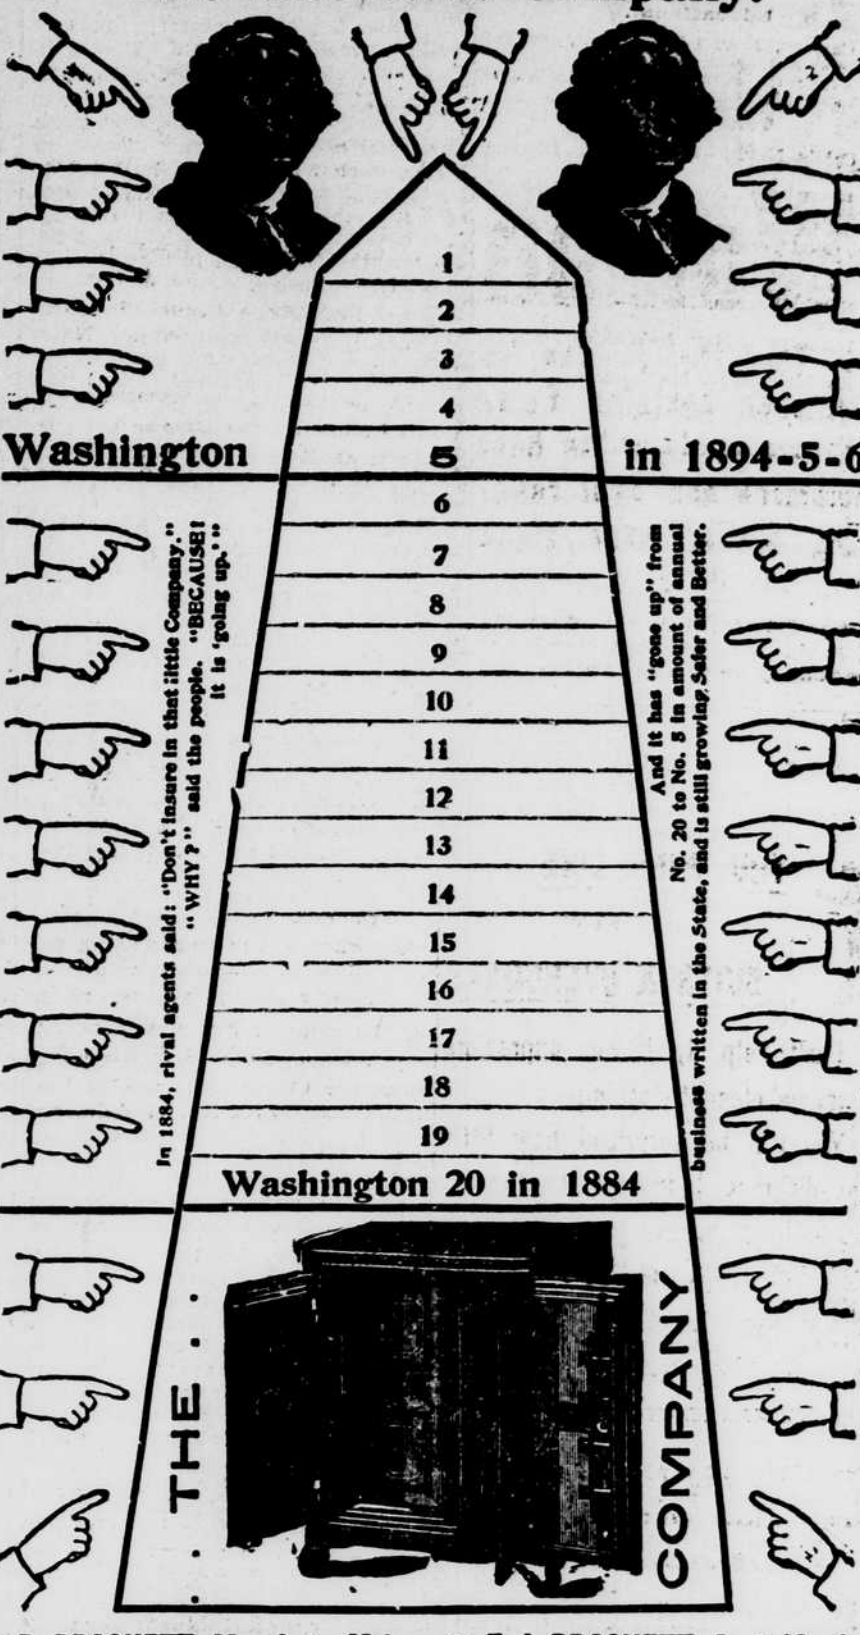 1
2
3
4
Washington 5 in 1894-5-6
6
7
8
9
10
11
12
13
14
15
16
17
18
19
Washington 20 in 1884
In 1884, rival agents said: "Don't insure in that little Company."
"WHY?" said the people. "BECAUSE!
it is 'going up.'"
And it has "gone up" from
No. 20 to No. 5 in amount of annual
business written in the State, and is still growing Safer and Better.
. . THE . .
COMPANY